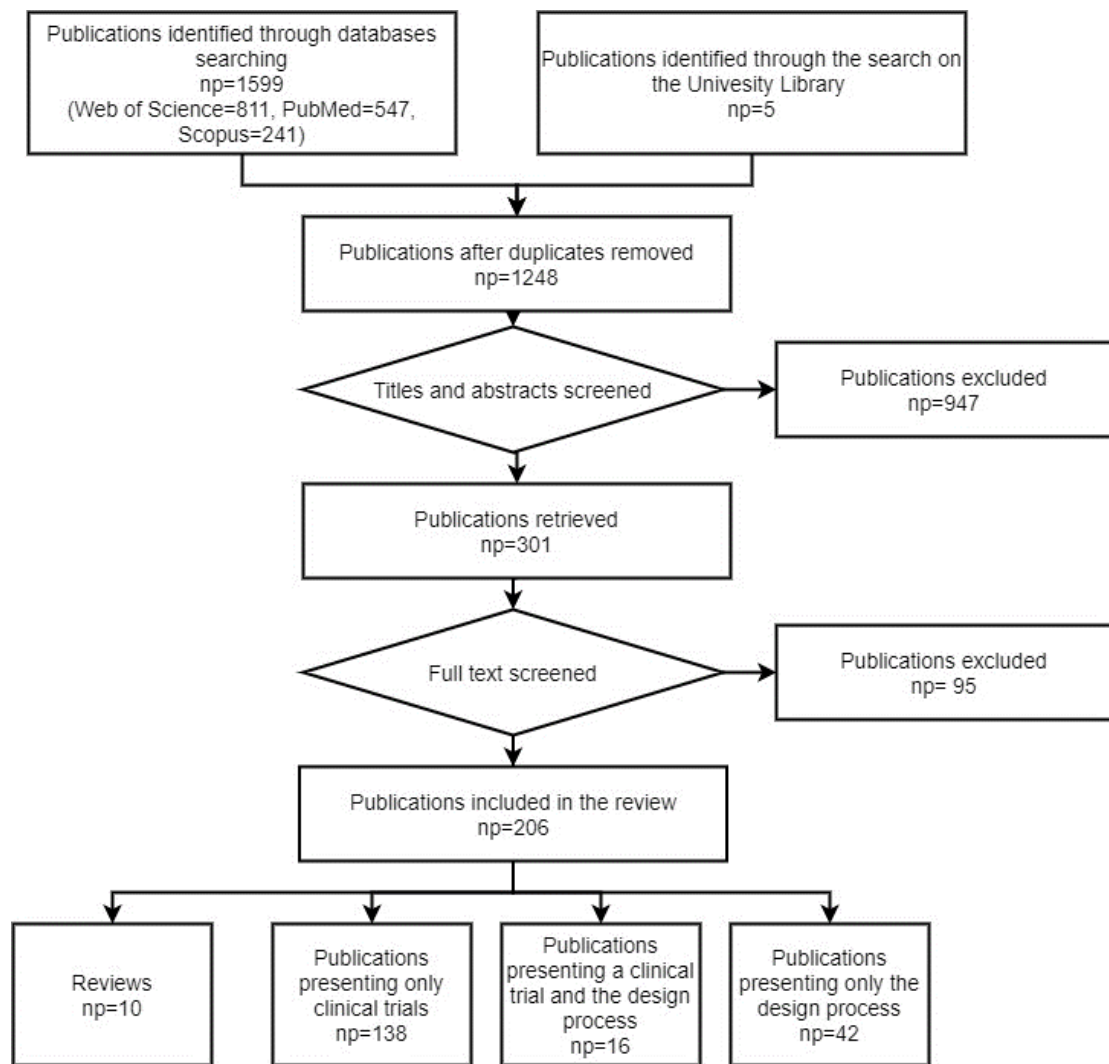 Publications identified through databases
searching
np=1599
(Web of Science=811, PubMed=547,
Scopus=241)
Publications identified through the search on
the Univesity Library
np=5
Publications after duplicates removed
np=1248
Titles and abstracts screened
Publications excluded
np=947
Publications retrieved
np=301
Full text screened
Publications excluded
np= 95
Publications included in the review
np=206
Reviews
np=10
Publications
presenting only
clinical trials
np=138
Publications
presenting a clinical
trial and the design
process
np=16
Publications
presenting only the
design process
np=42